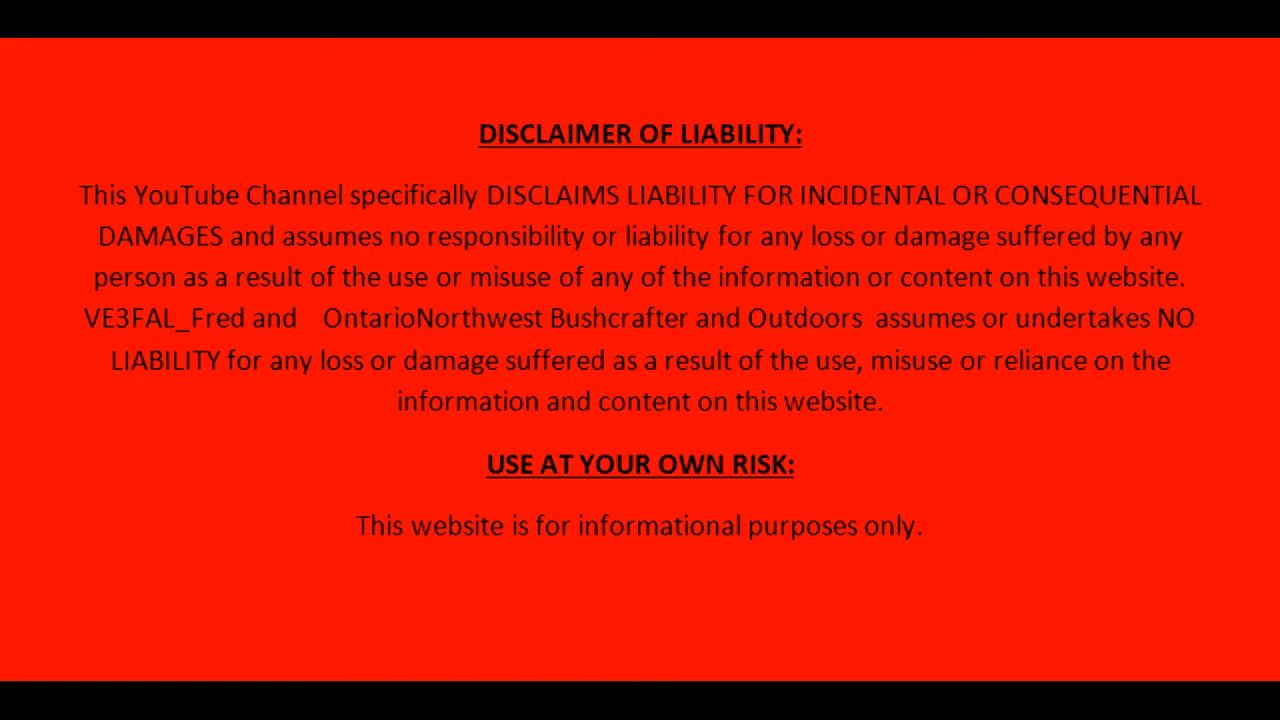 DISCLAIMER OF LIABILITY:
This YouTube Channel specifically DISCLAIMS LIABILITY FOR INCIDENTAL OR CONSEQUENTIAL
DAMAGES and assumes no responsibility or liability for any loss or damage suffered by any
person as a result of the use or misuse of any of the information or content on this website.
VE3FAL_Fred and    OntarioNorthwest Bushcrafter and Outdoors  assumes or undertakes NO
LIABILITY for any loss or damage suffered as a result of the use, misuse or reliance on the
information and content on this website.
USE AT YOUR OWN RISK:
This website is for informational purposes only.